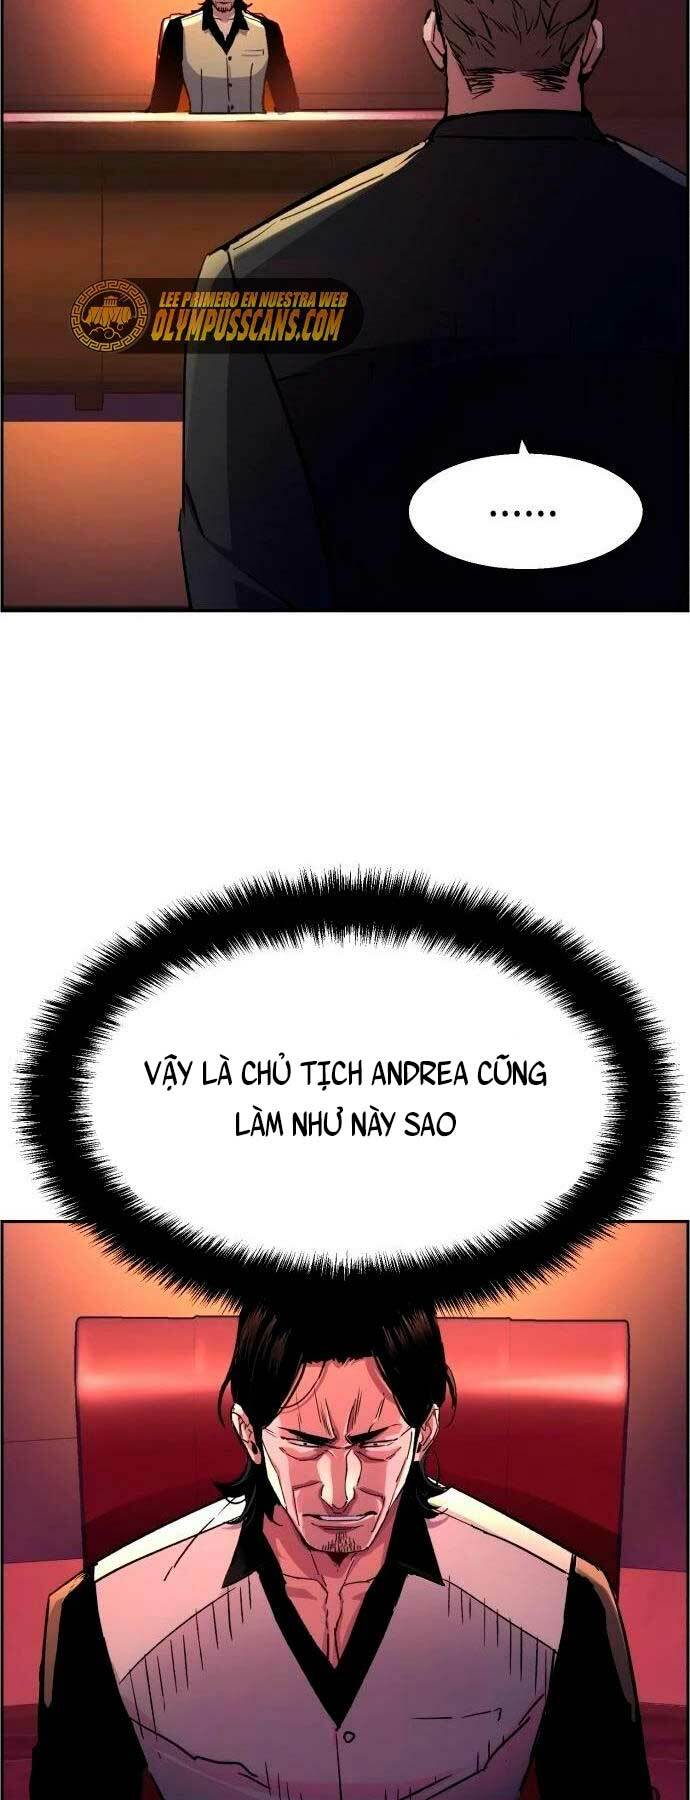 LEE PRIMERO EN NUESTRA WEB
OLYMPUSSCANS.COM
......
VẬY LÀ CHỦ TỊCH ANDREA CŨNG
LÀM NHƯ NÀY SAO